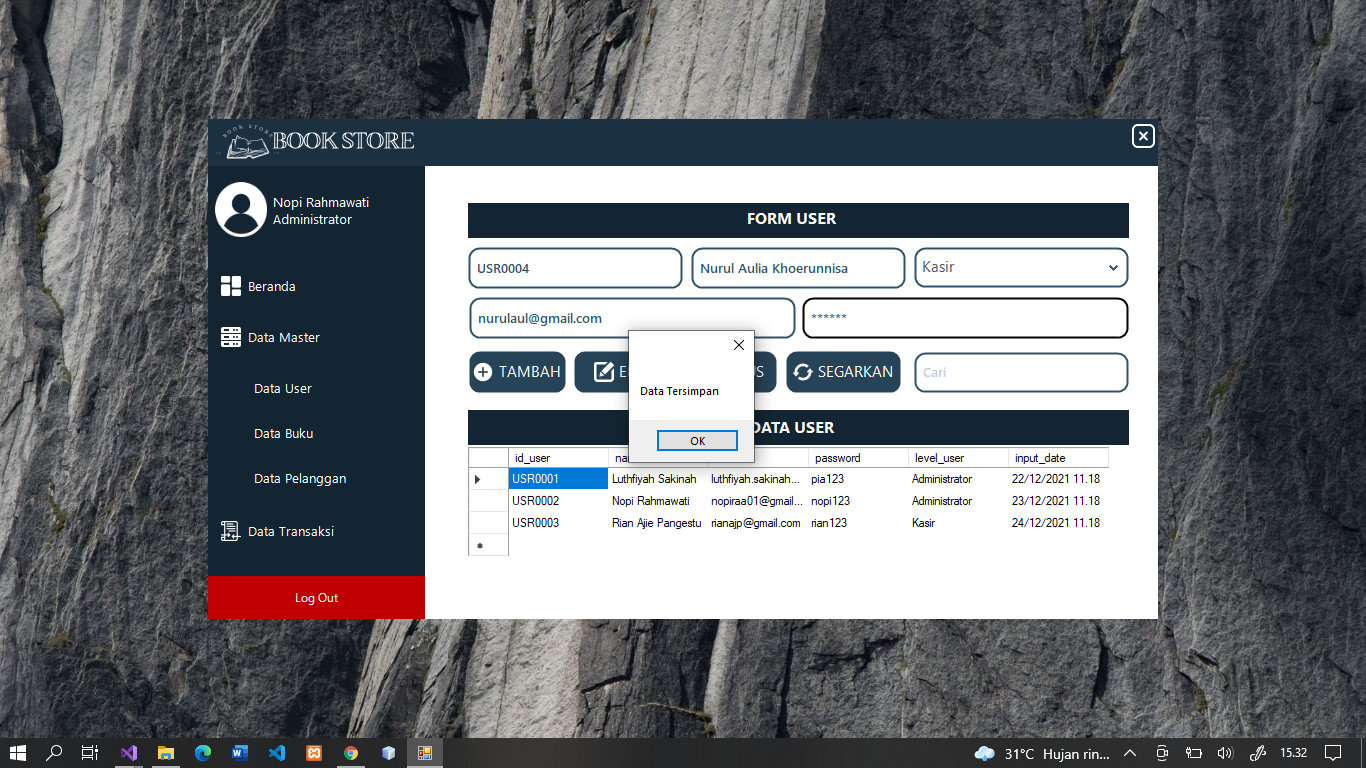 BOOK STORE
BOOK STORE
Nopi Rahmawati
Administrator
Beranda
Data Master
Data User
Data Buku
Data Pelanggan
Data Transaksi
Log Out
FORM USER
USR0004
Nurul Aulia Khoerunnisa
Kasir
nurulaul@gmail.com
******
TAMBAH
SEGARKAN
Cari
Data Tersimpan
OK
DATA USER
id_user password level_user input_date
USR0001 Luthfiyah Sakinah luthfiyah.sakinah... pia123 Administrator 22/12/2021 11.18
USR0002 Nopi Rahmawati nopiraa01@gmail... nopi123 Administrator 23/12/2021 11.18
USR0003 Rian Ajie Pangestu rianajp@gmail.com rian123 Kasir 24/12/2021 11.18
31°C Hujan rin... 15.32